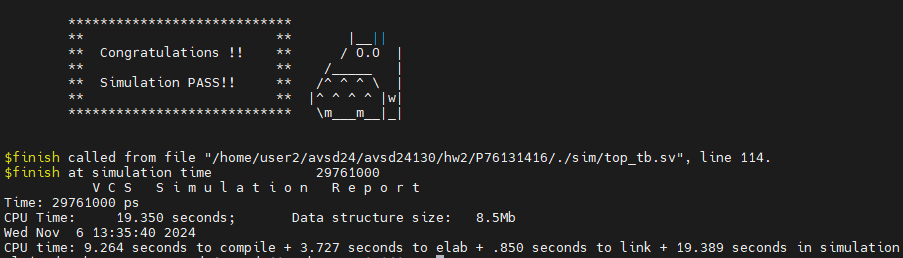 ****************************
**                        **       |__||
**  Congratulations !!    **      / O.O  |
**                        **    /_____   |
**  Simulation PASS!!     **   /^ ^ ^ \  |
**                        **  |^ ^ ^ ^ |w|
****************************   \m___m__|_|
$finish called from file "/home/user2/avsd24/avsd24130/hw2/P76131416/./sim/top_tb.sv", line 114.
$finish at simulation time             29761000
V C S   S i m u l a t i o n   R e p o r t
Time: 29761000 ps
CPU Time:     19.350 seconds;       Data structure size:   8.5Mb
Wed Nov  6 13:35:40 2024
CPU time: 9.264 seconds to compile + 3.727 seconds to elab + .850 seconds to link + 19.389 seconds in simulation